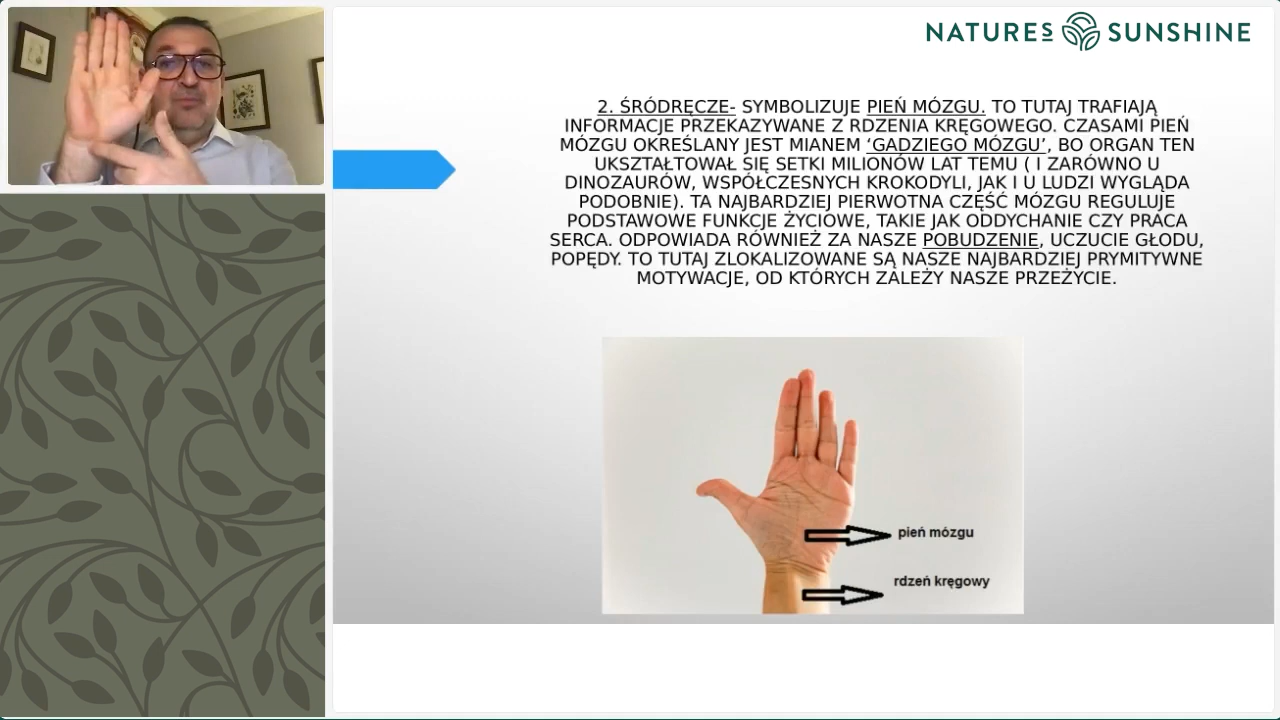 NATURES SUNSHINE
2. ŚRÓDRĘCZE- SYMBOLIZUJE PIEŃ MÓZGU. TO TUTAJ TRAFIAJĄ
INFORMACJE PRZEKAZYWANE Z RDZENIA KRĘGOWEGO. CZASAMI PIEŃ
MÓZGU OKREŚLANY JEST MIANEM ‘GADZIEGO MÓZGU’, BO ORGAN TEN
UKSZTAŁTOWAŁ SIĘ SETKI MILIONÓW LAT TEMU ( I ZARÓWNO U
DINOZAURÓW, WSPÓŁCZESNYCH KROKODYLI, JAK I U LUDZI WYGLĄDA
PODOBNIE). TA NAJBARDZIEJ PIERWOTNA CZĘŚĆ MÓZGU REGULUJE
PODSTAWOWE FUNKCJE ŻYCIOWE, TAKIE JAK ODDYCHANIE CZY PRACA
SERCA. ODPOWIADA RÓWNIEŻ ZA NASZE POBUDZENIE, UCZUCIE GŁODU,
POPĘDY. TO TUTAJ ZLOKALIZOWANE SĄ NASZE NAJBARDZIEJ PRYMITYWNE
MOTYWACJE, OD KTÓRYCH ZALEŻY NASZE PRZEŻYCIE.
pień mózgu
rdzeń kręgowy